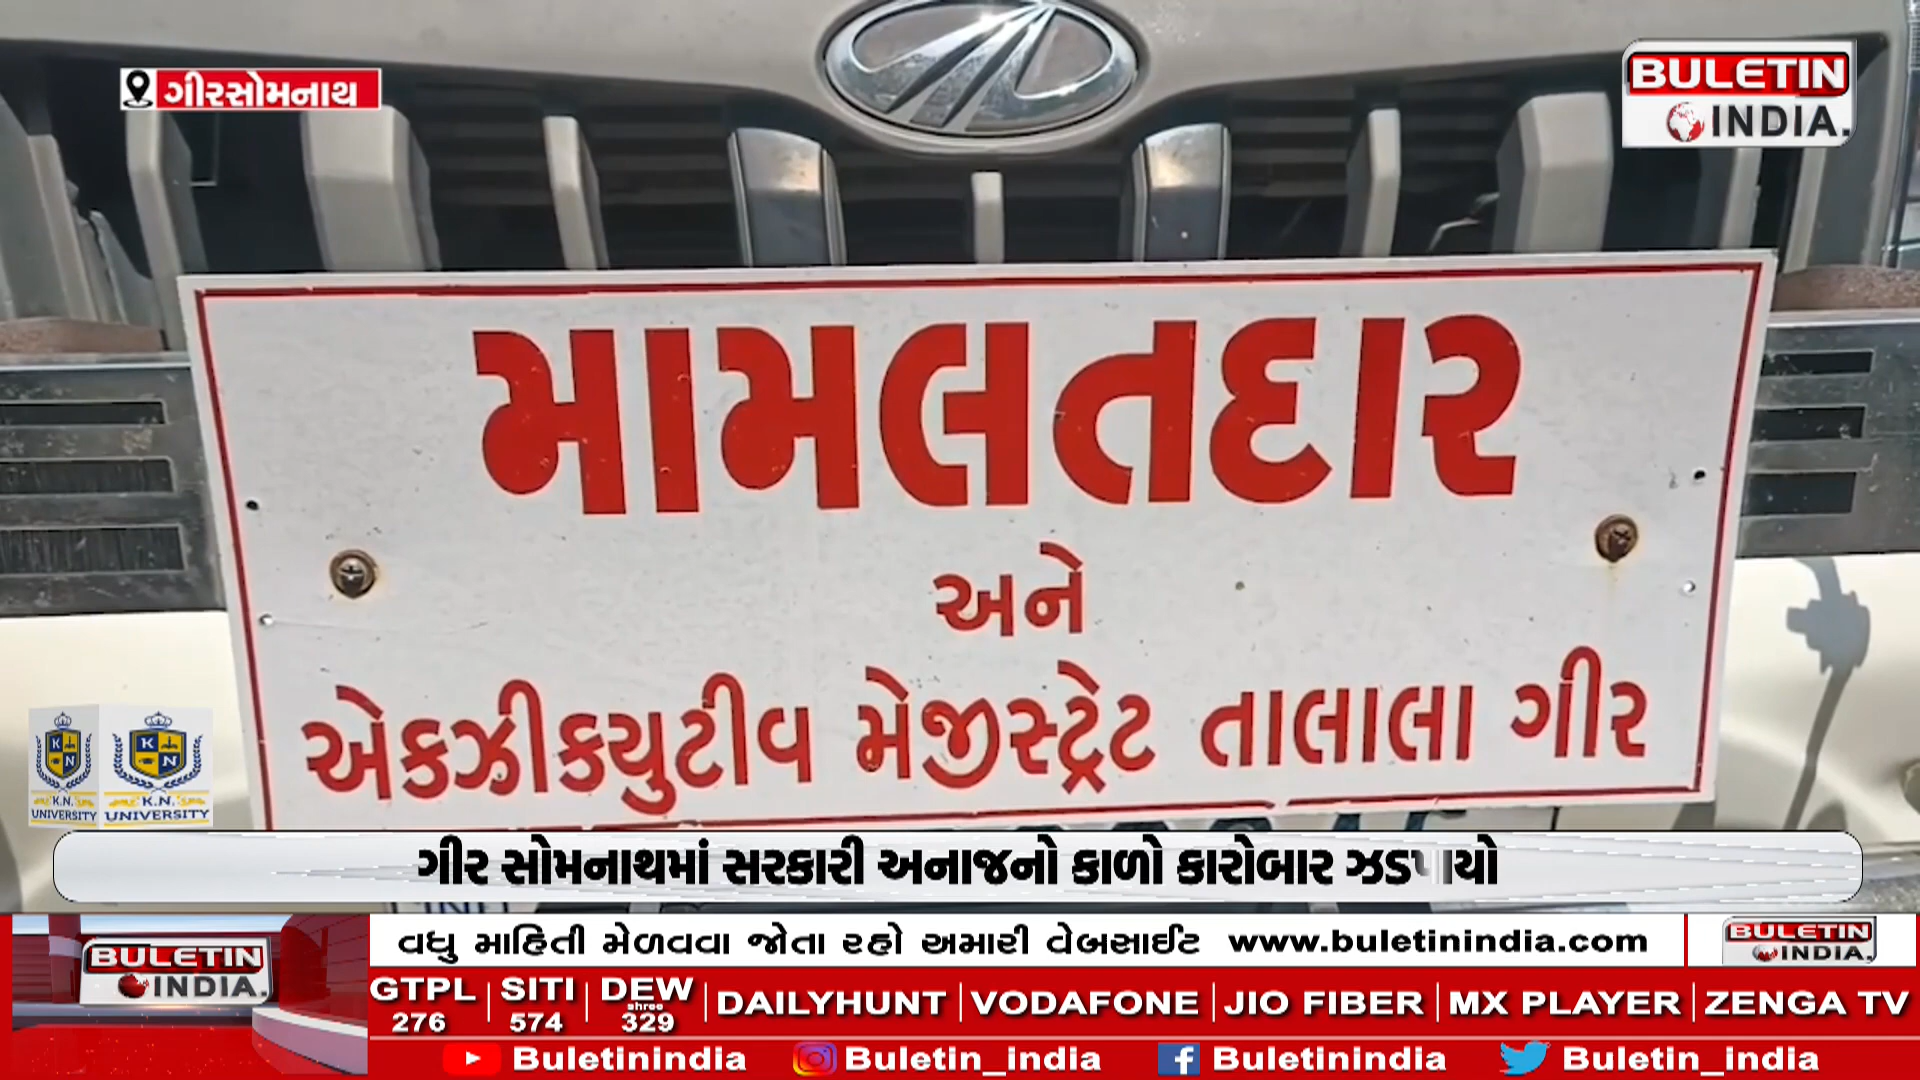 ગીરસોમનાથ
BULETIN
INDIA.
મામલતદાર
અને
એકઝીકયુટીવ મેજીસ્ટ્રેટ તાલાલા ગીર
K.N.
UNIVERSITY
K.N.
UNIVERSITY
ગીર સોમનાથમાં સરકારી અનાજનો કાળો કારોબાર ઝડપાયો
વધુ માહિતી મેળવવા જોતા રહો અમારી વેબસાઈટ www.buletinindia.com
BULETIN
INDIA.
BULETIN
INDIA.
GTPL 276 | SITI 574 | DEW shree 329 | DAILYHUNT | VODAFONE | JIO FIBER | MX PLAYER | ZENGA TV
Buletinindia Buletin_india Buletinindia Buletin_india